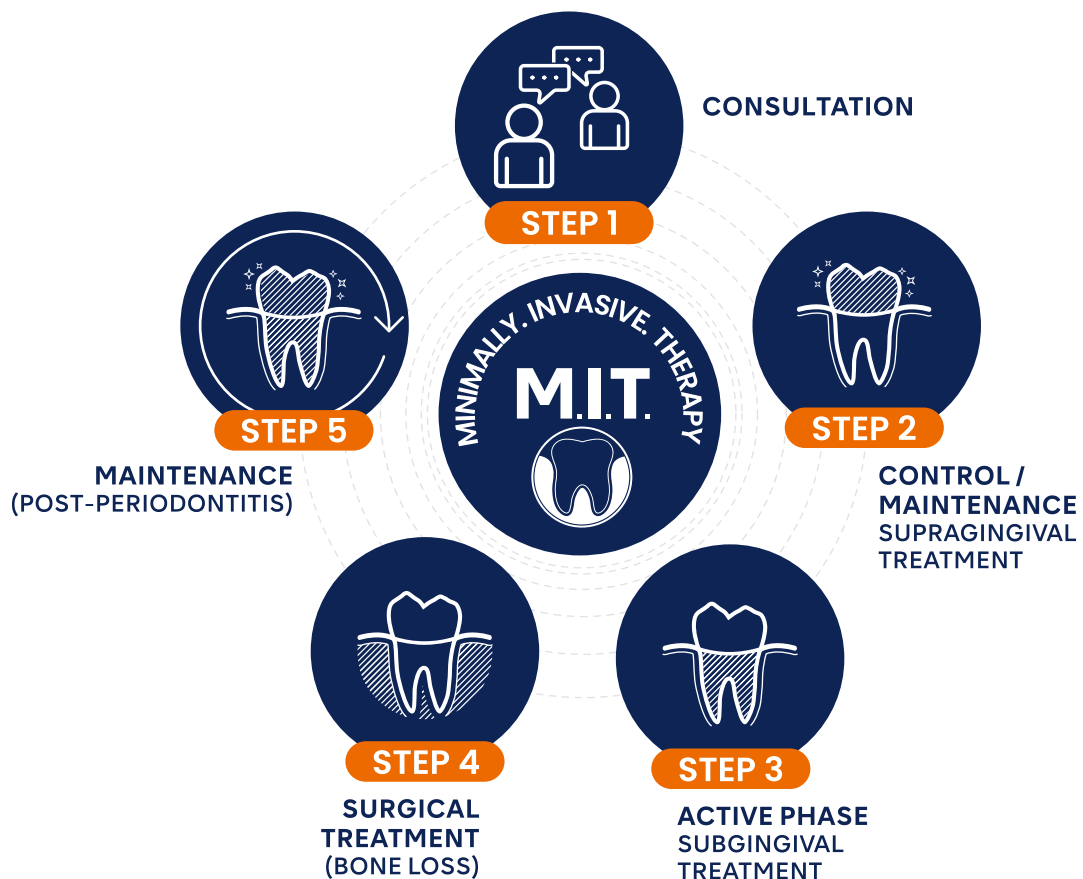 CONSULTATION
STEP 1
MINIMALLY. INVASIVE. THERAPY
M.I.T.
STEP 2
CONTROL /
MAINTENANCE
SUPRAGINGIVAL
TREATMENT
STEP 3
ACTIVE PHASE
SUBGINGIVAL
TREATMENT
STEP 4
SURGICAL
TREATMENT
(BONE LOSS)
STEP 5
MAINTENANCE
(POST-PERIODONTITIS)